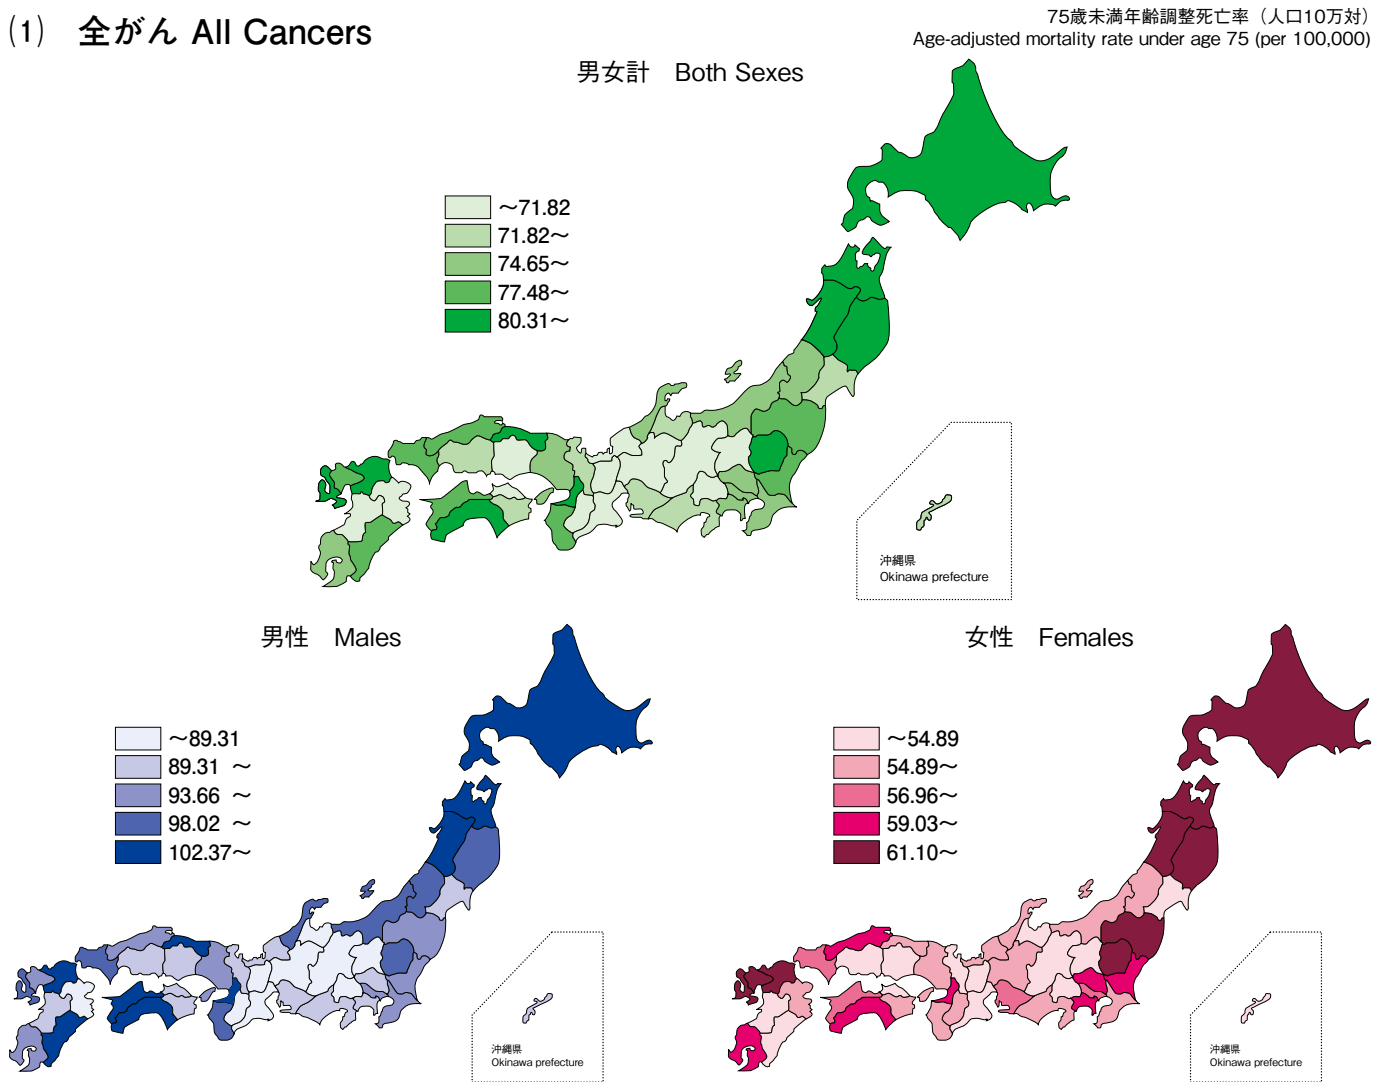 (1) 全がん All Cancers
75歳未満年齢調整死亡率（人口10万対）
Age-adjusted mortality rate under age 75 (per 100,000)
男女計 Both Sexes
～71.82
71.82～
74.65～
77.48～
80.31～
沖縄県
Okinawa prefecture
男性 Males
～89.31
89.31 ～
93.66 ～
98.02 ～
102.37～
沖縄県
Okinawa prefecture
女性 Females
～54.89
54.89～
56.96～
59.03～
61.10～
沖縄県
Okinawa prefecture